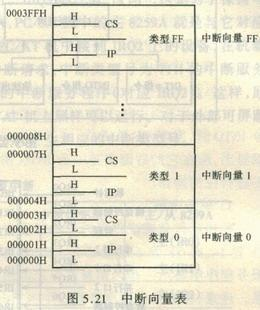 0003FFH
H
CS
L
类型 FF 中断向量 FF
H
IP
L
⋮
000008H
000007H
H
CS
L
类型 1 中断向量 1
H
IP
000004H L
000003H H
CS
000002H L
类型 0 中断向量 0
000001H H
IP
000000H L
图 5.21 中断向量表